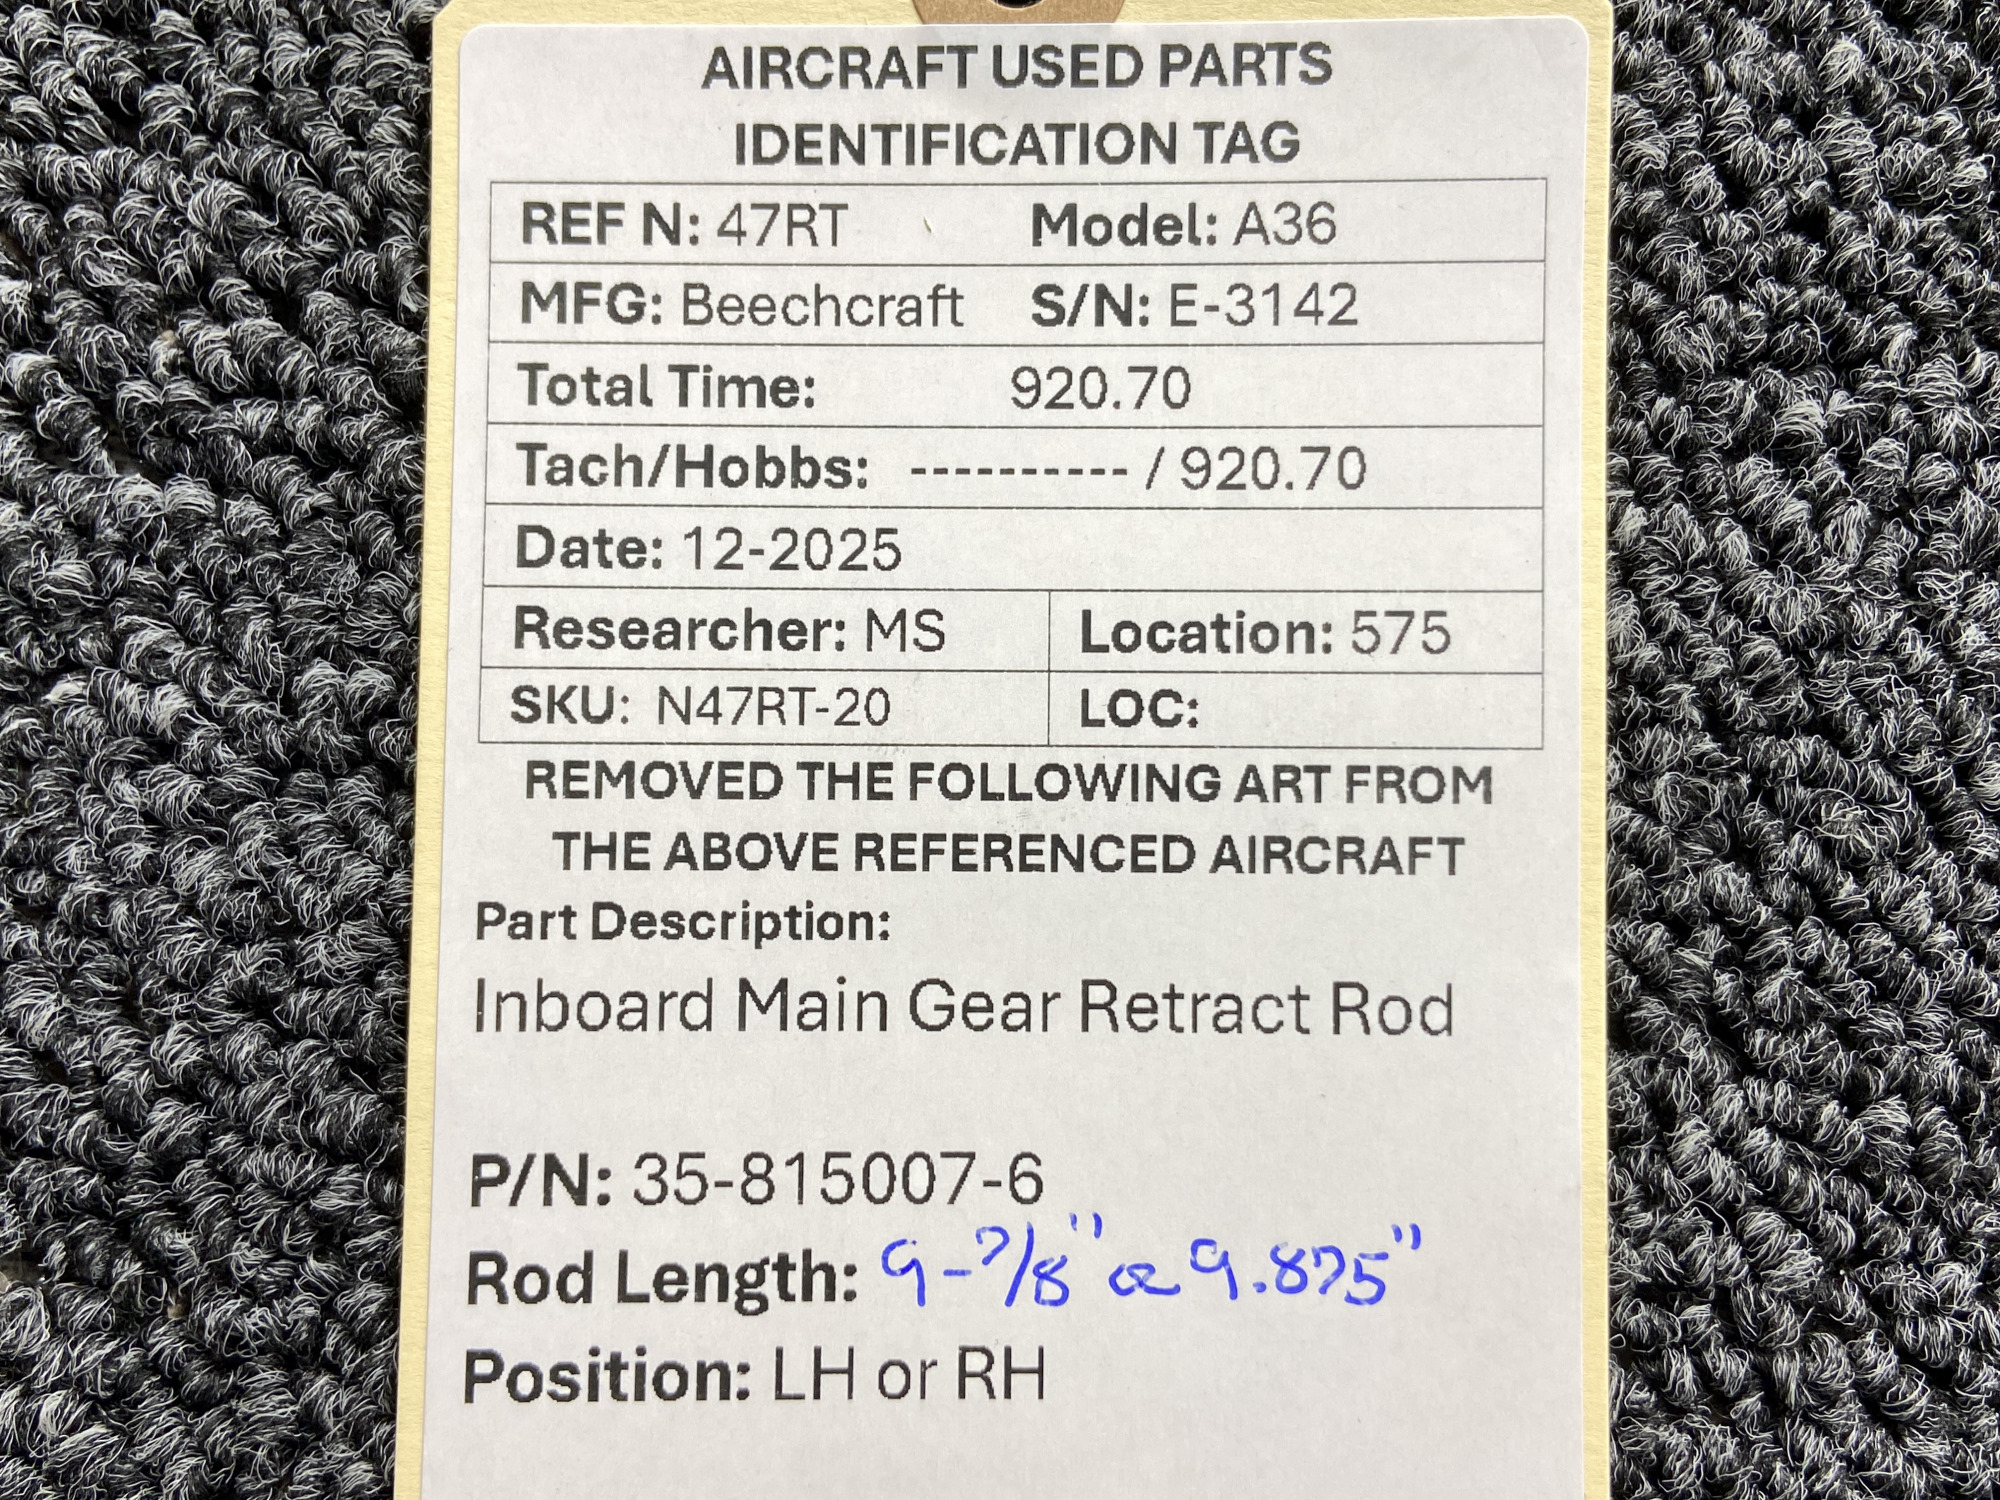 AIRCRAFT USED PARTS
IDENTIFICATION TAG
REF N: 47RT Model: A36
MFG: Beechcraft S/N: E-3142
Total Time: 920.70
Tach/Hobbs: ---------- / 920.70
Date: 12-2025
Researcher: MS Location: 575
SKU: N47RT-20 LOC:
REMOVED THE FOLLOWING ART FROM
THE ABOVE REFERENCED AIRCRAFT
Part Description:
Inboard Main Gear Retract Rod
P/N: 35-815007-6
Rod Length: 9-7/8" or 9.875"
Position: LH or RH